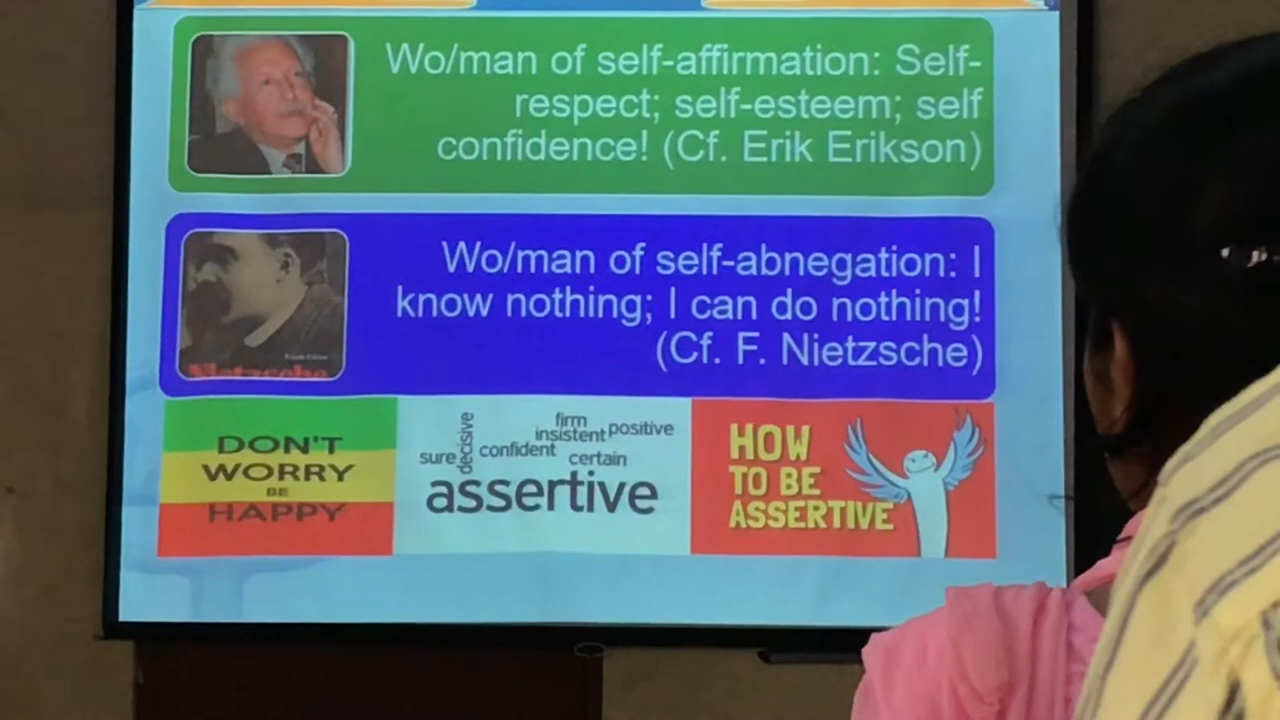 Wo/man of self-affirmation: Self-
respect; self-esteem; self
confidence! (Cf. Erik Erikson)
Wo/man of self-abnegation: I
know nothing; I can do nothing!
(Cf. F. Nietzsche)
Nietzsche
DON'T
WORRY
BE
HAPPY
decisive
firm
insistent positive
sure confident certain
assertive
HOW
TO BE
ASSERTIVE